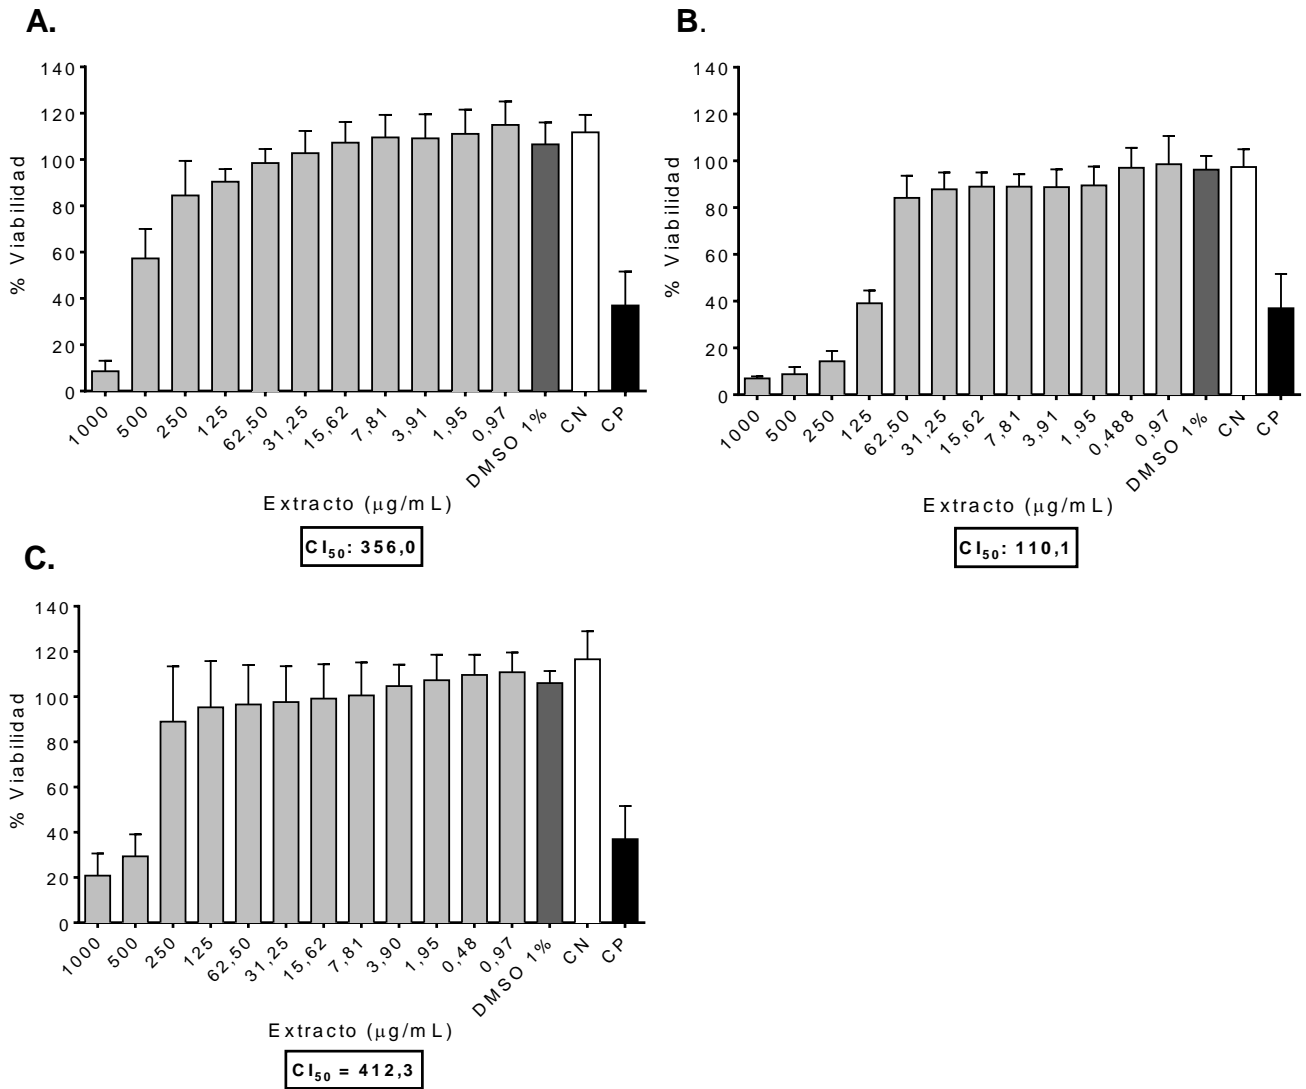 A.
140
120
100
80
60
40
20
0
% Viabilidad
1000
500
250
125
62,50
31,25
15,62
7,81
3,91
1,95
0,97
DMSO 1%
CN
CP
Extracto (μg/mL)
CI50: 356,0
B.
140
120
100
80
60
40
20
0
% Viabilidad
1000
500
250
125
62,50
31,25
15,62
7,81
3,91
1,95
0,488
0,97
DMSO 1%
CN
CP
Extracto (μg/mL)
CI50: 110,1
C.
140
120
100
80
60
40
20
0
% Viabilidad
1000
500
250
125
62,50
31,25
15,62
7,81
3,90
1,95
0,48
0,97
DMSO 1%
CN
CP
Extracto (μg/mL)
CI50 = 412,3